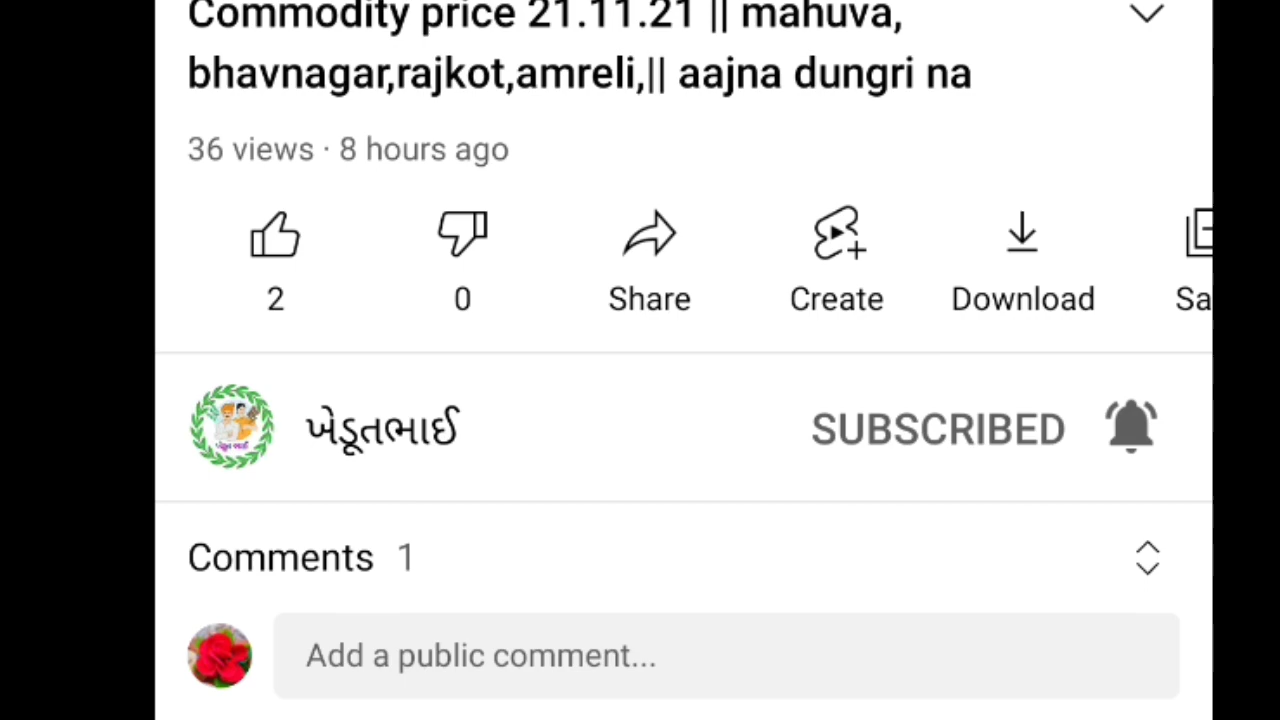 Commodity price 21.11.21 || mahuva,
bhavnagar,rajkot,amreli,|| aajna dungri na
36 views · 8 hours ago
2 0 Share Create Download Sa
ખેડૂતભાઈ SUBSCRIBED
Comments 1
Add a public comment...